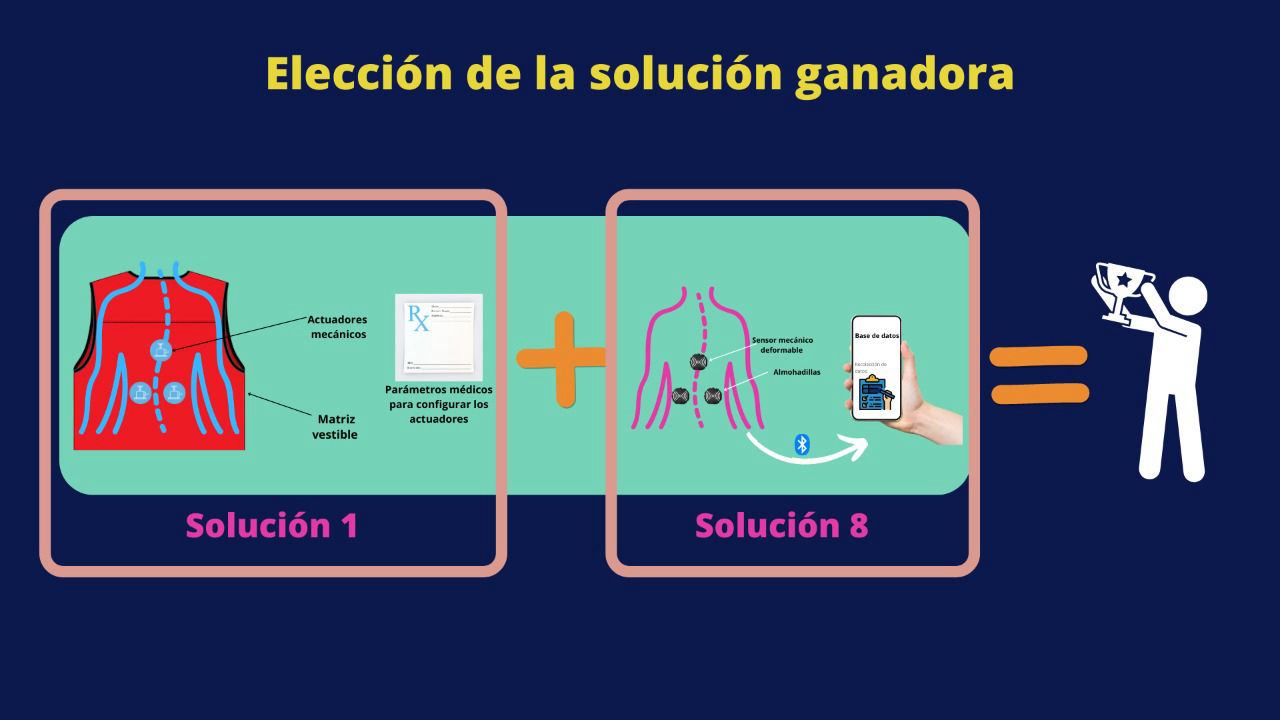 Elección de la solución ganadora
Actuadores
mecánicos
Matriz
vestible
Rx
Parámetros médicos
para configurar los
actuadores
Solución 1
Sensor mecánico
deformable
Almohadillas
Base de datos
Recolección de
datos
Solución 8